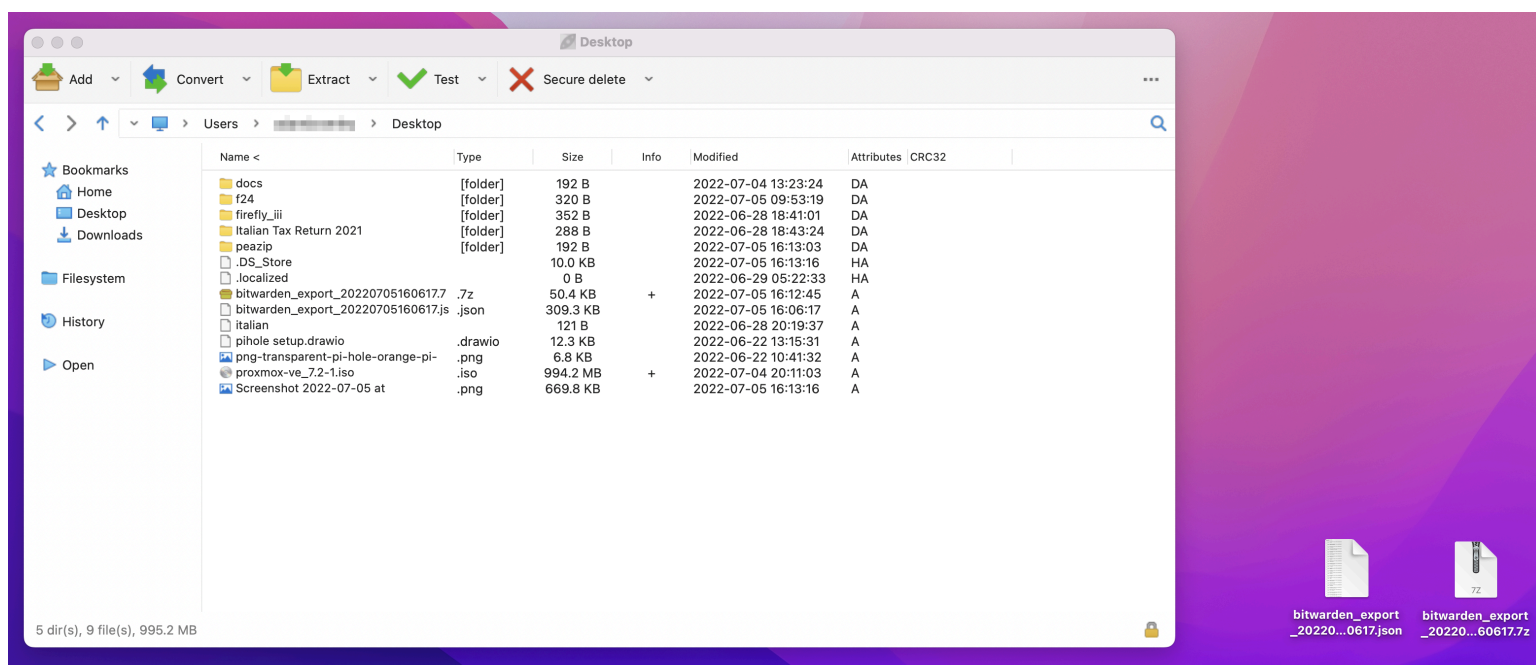 Desktop
Add Convert Extract Test Secure delete ...
Users > > Desktop
Name < Type Size Info Modified Attributes CRC32
Bookmarks
Home
Desktop
Downloads
Filesystem
History
Open
docs [folder] 192 B 2022-07-04 13:23:24 DA
f24 [folder] 320 B 2022-07-05 09:53:19 DA
firefly_iii [folder] 352 B 2022-06-28 18:41:01 DA
Italian Tax Return 2021 [folder] 288 B 2022-06-28 18:43:24 DA
peazip [folder] 192 B 2022-07-05 16:13:03 DA
.DS_Store 10.0 KB 2022-07-05 16:13:16 HA
.localized 0 B 2022-06-29 05:22:33 HA
bitwarden_export_20220705160617.7 .7z 50.4 KB + 2022-07-05 16:12:45 A
bitwarden_export_20220705160617.js .json 309.3 KB 2022-07-05 16:06:17 A
italian 121 B 2022-06-28 20:19:37 A
pihole setup.drawio .drawio 12.3 KB 2022-06-22 13:15:31 A
png-transparent-pi-hole-orange-pi- .png 6.8 KB 2022-06-22 10:41:32 A
proxmox-ve_7.2-1.iso .iso 994.2 MB + 2022-07-04 20:11:03 A
Screenshot 2022-07-05 at .png 669.8 KB 2022-07-05 16:13:16 A
5 dir(s), 9 file(s), 995.2 MB
bitwarden_export
_20220...0617.json
7Z
bitwarden_export
_20220...60617.7z